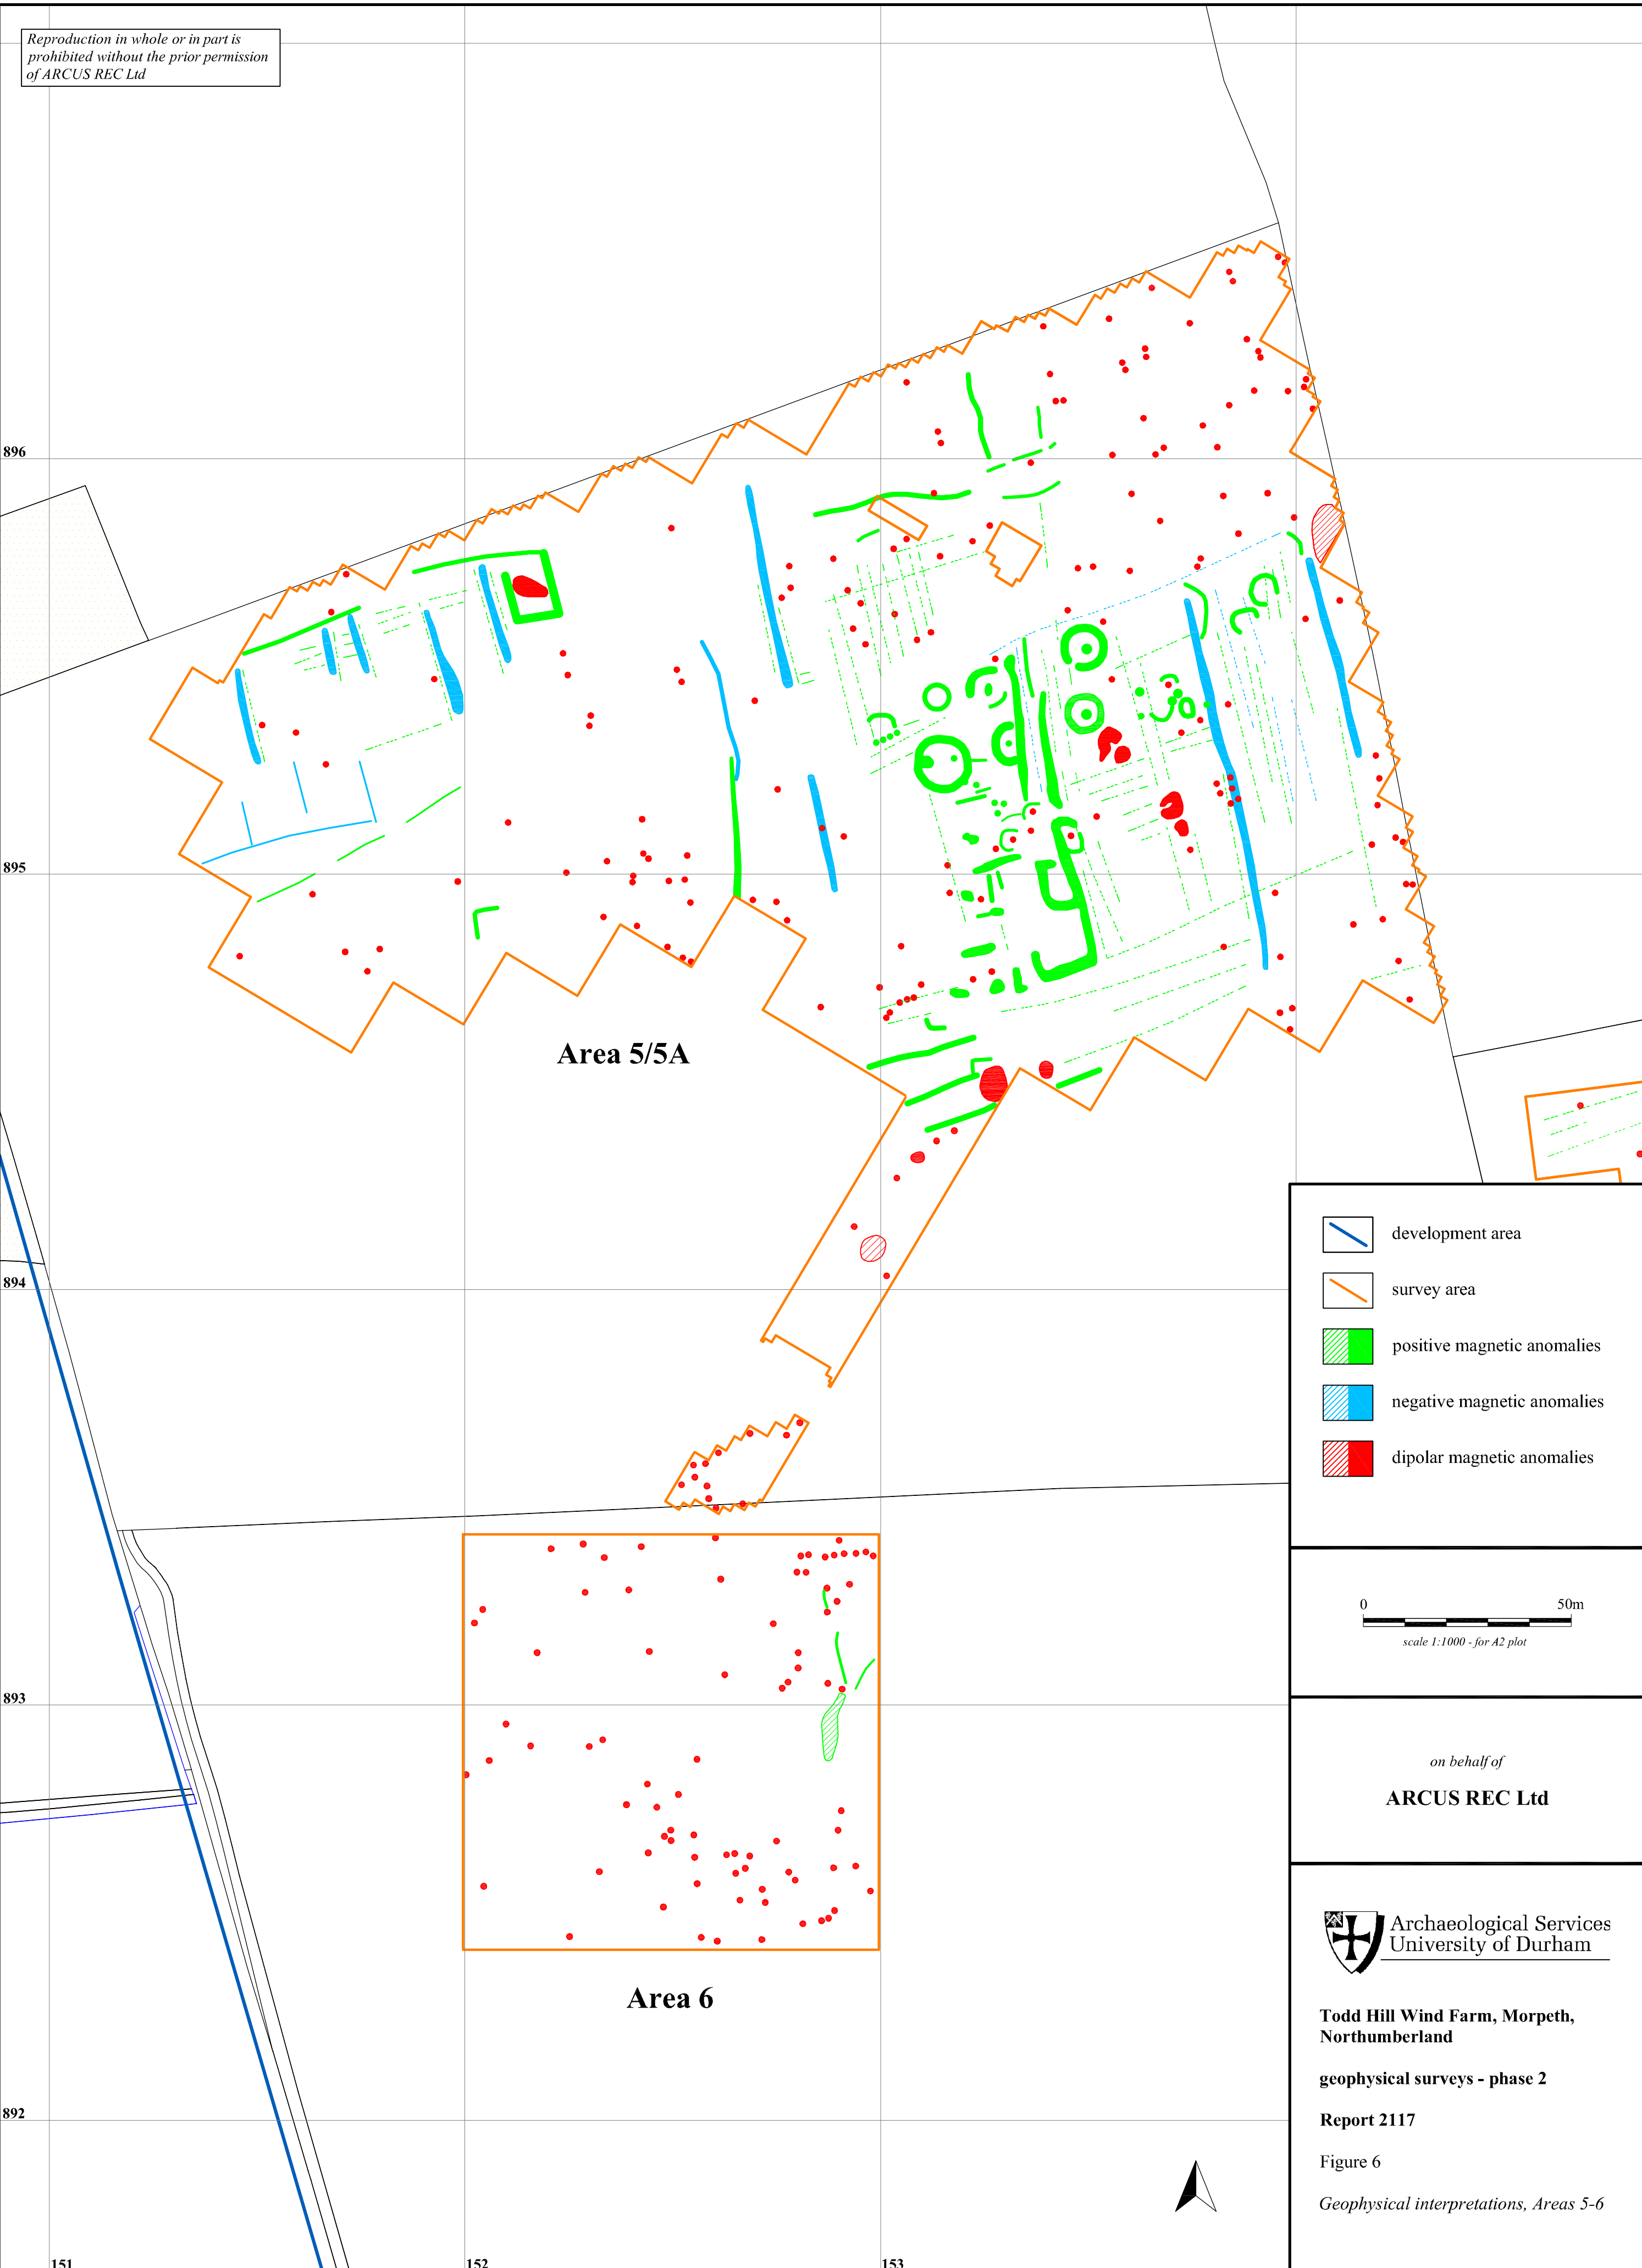 Reproduction in whole or in part is
prohibited without the prior permission
of ARCUS REC Ltd
896
895
Area 5/5A
894
development area
survey area
positive magnetic anomalies
negative magnetic anomalies
dipolar magnetic anomalies
0 50m
scale 1:1000 - for A2 plot
893
on behalf of
ARCUS REC Ltd
Archaeological Services
University of Durham
Area 6
Todd Hill Wind Farm, Morpeth,
Northumberland
geophysical surveys - phase 2
892
Report 2117
Figure 6
Geophysical interpretations, Areas 5-6
151 152 153